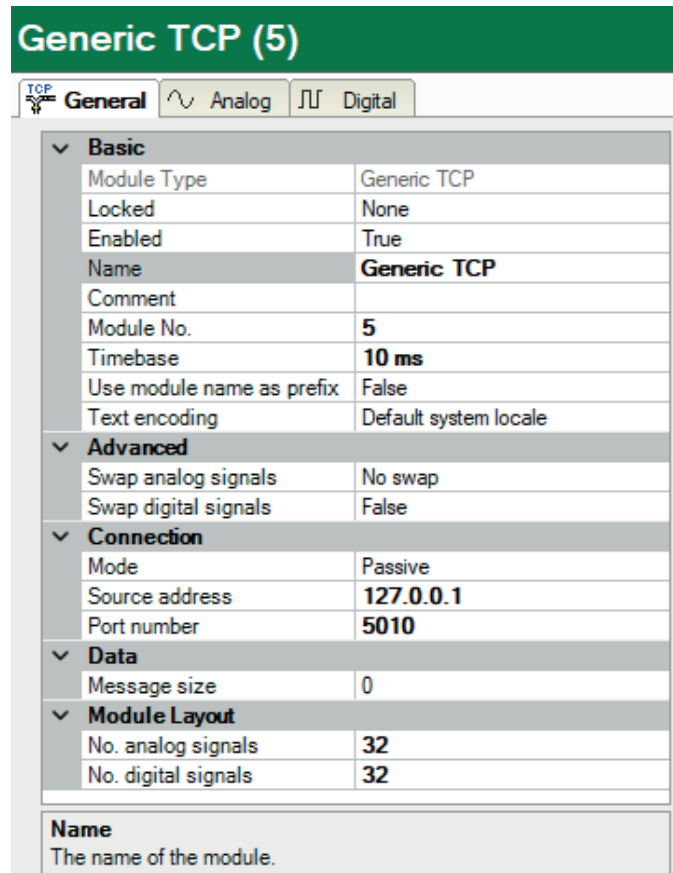 Generic TCP (5)
TCP General Analog Digital
Basic
Module Type Generic TCP
Locked None
Enabled True
Name Generic TCP
Comment
Module No. 5
Timebase 10 ms
Use module name as prefix False
Text encoding Default system locale
Advanced
Swap analog signals No swap
Swap digital signals False
Connection
Mode Passive
Source address 127.0.0.1
Port number 5010
Data
Message size 0
Module Layout
No. analog signals 32
No. digital signals 32
Name
The name of the module.